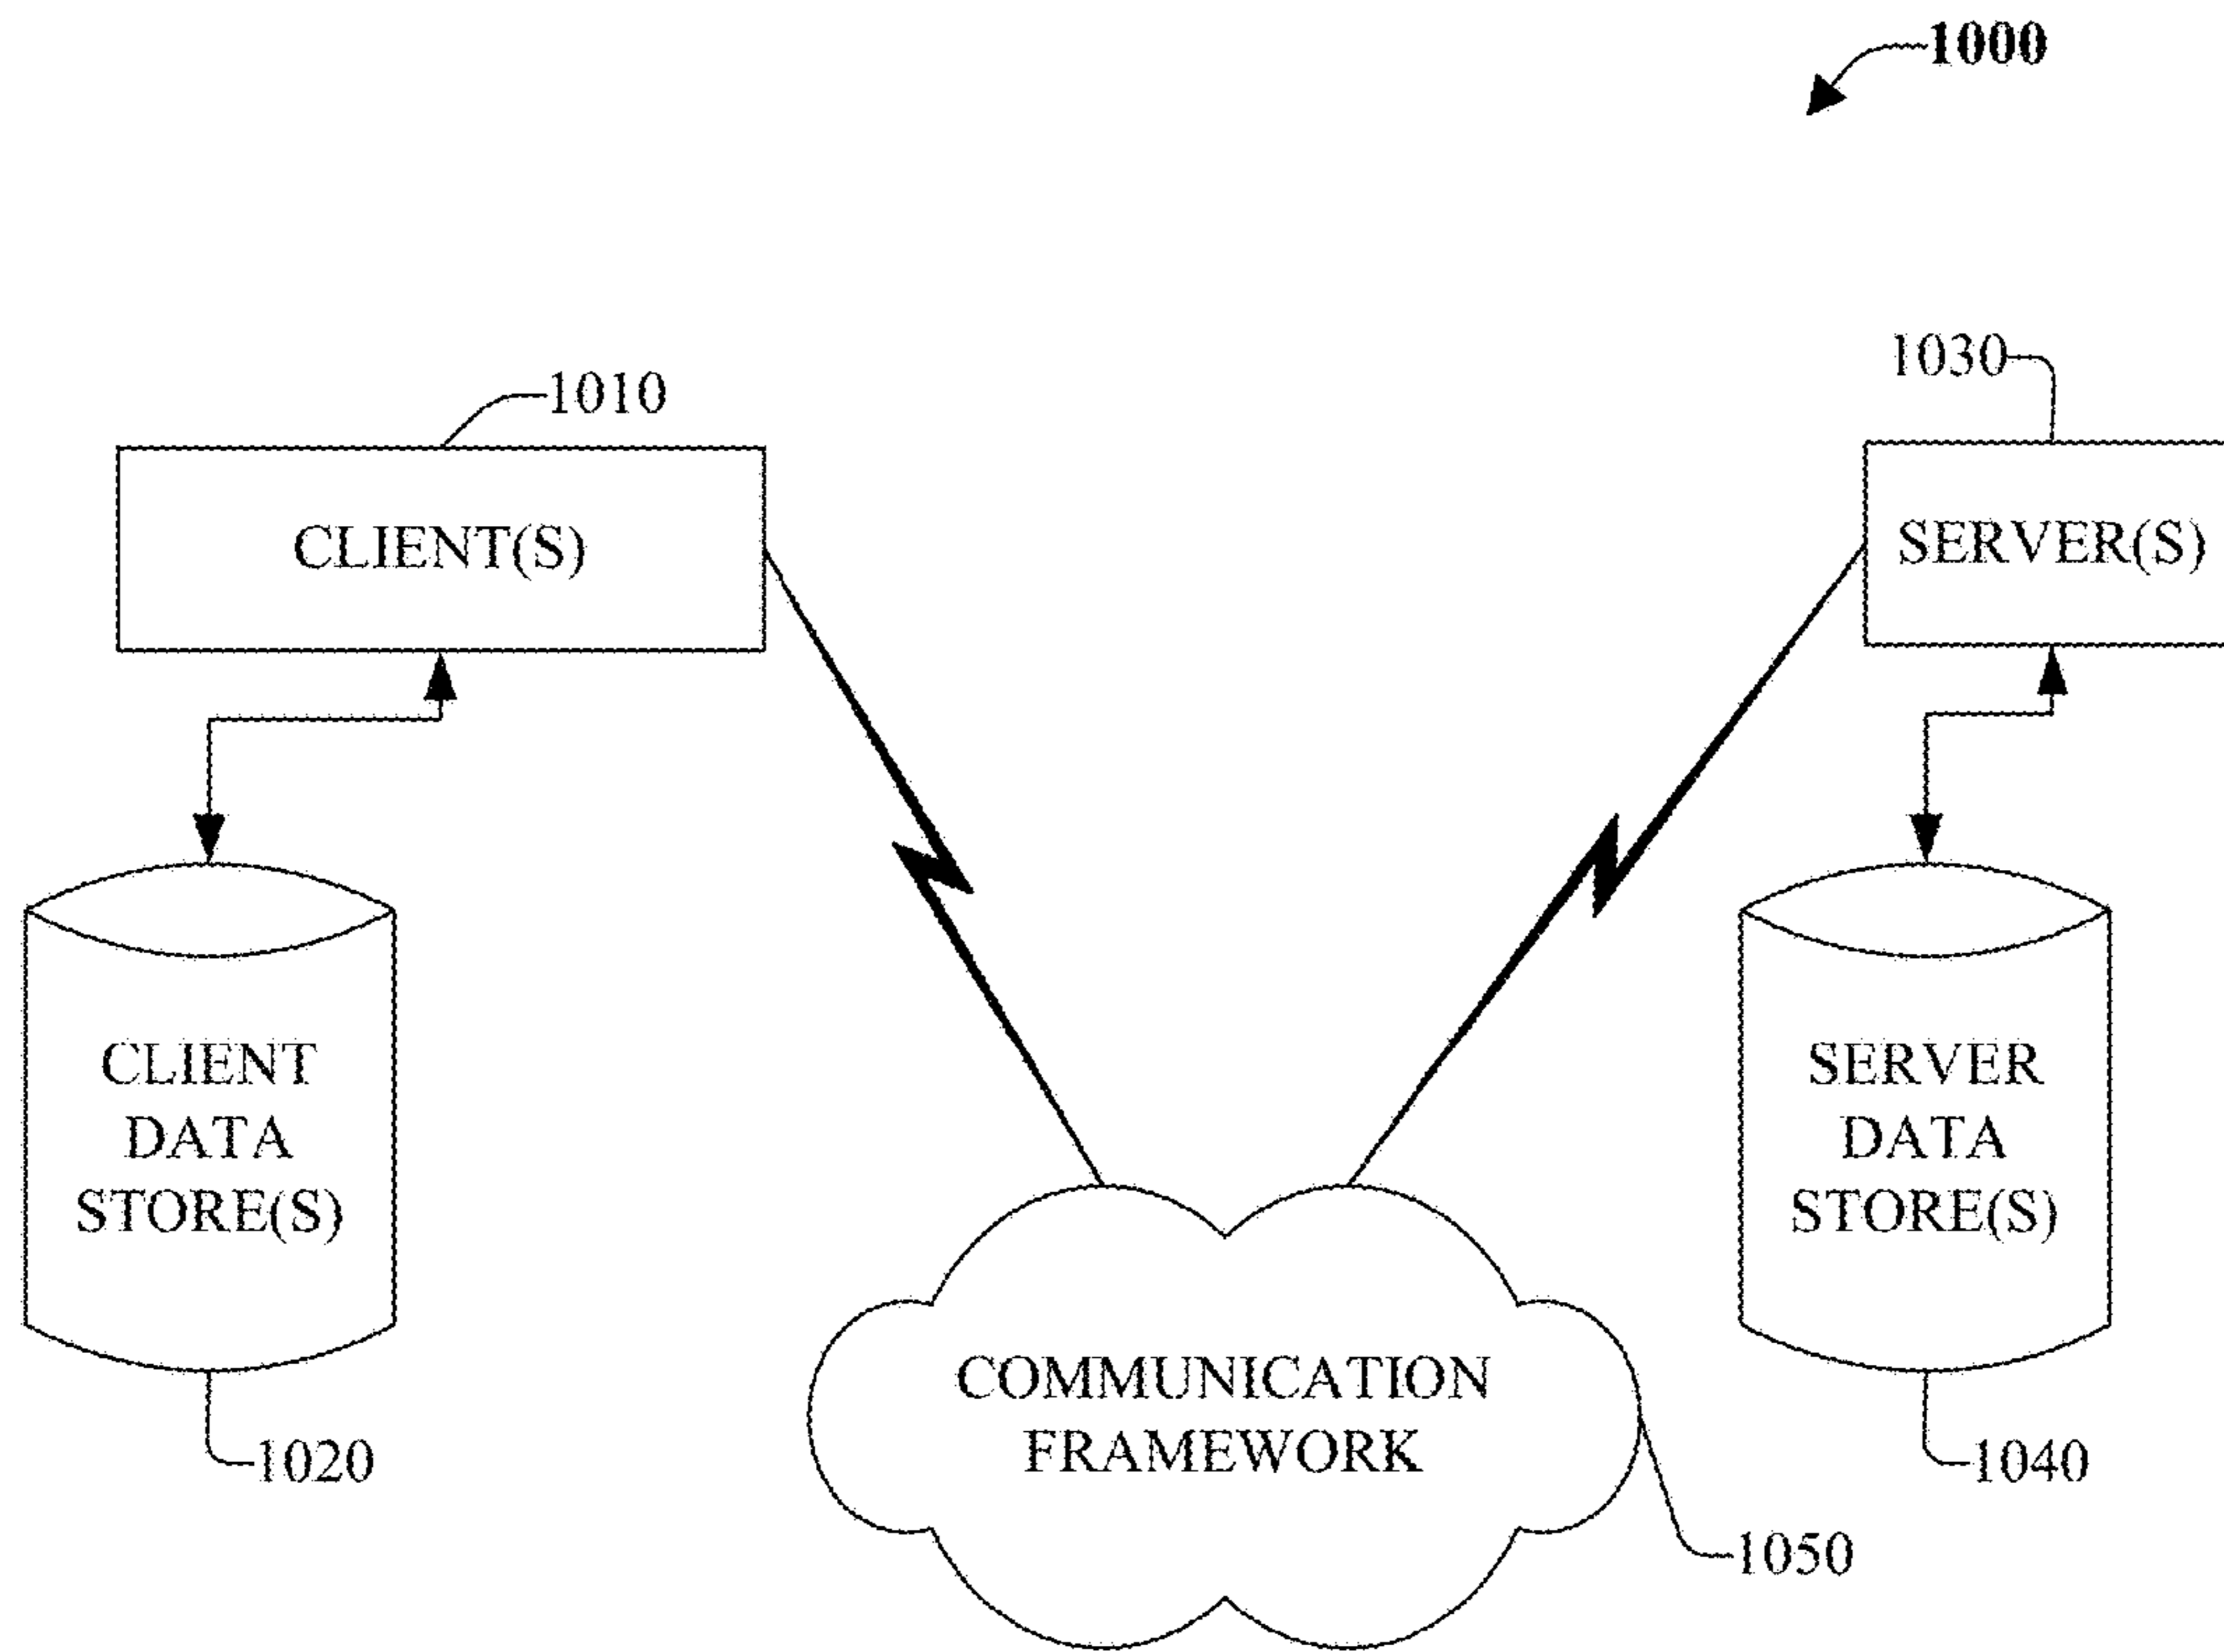 1000
1010
1030
CLIENT(S)
SERVER(S)
CLIENT
DATA
STORE(S)
SERVER
DATA
STORE(S)
COMMUNICATION
FRAMEWORK
1020
1040
1050